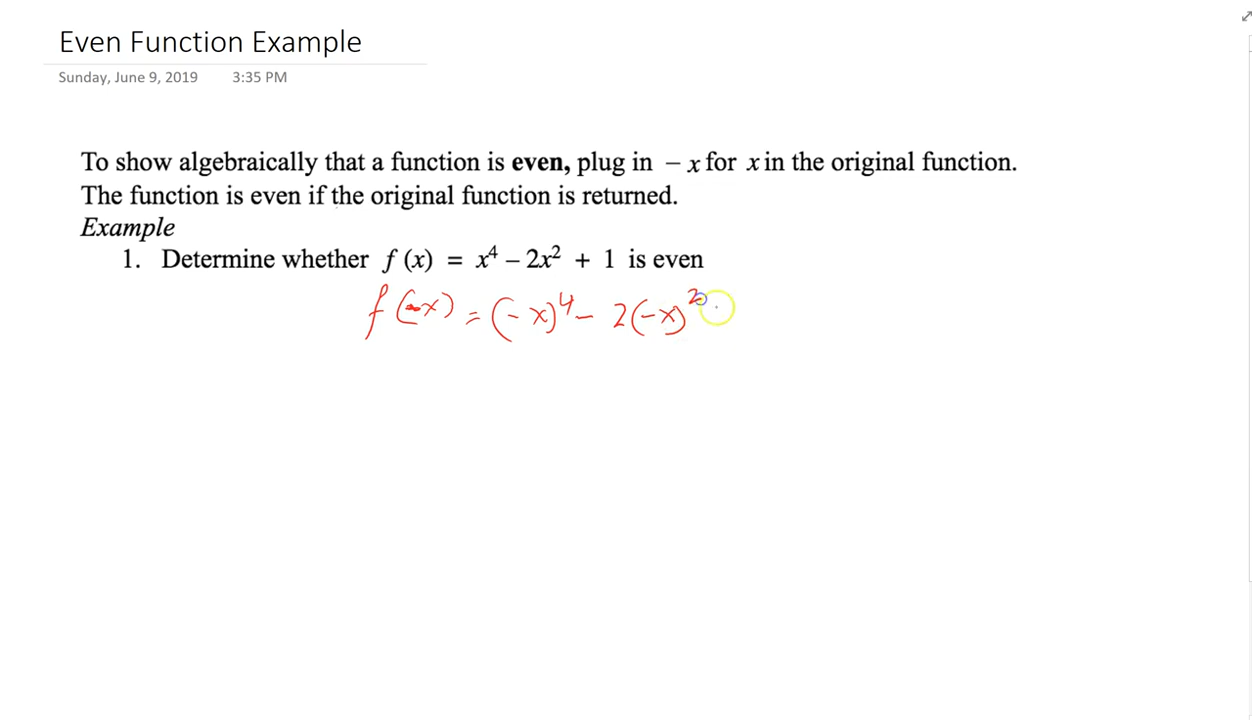 Even Function Example
Sunday, June 9, 2019 3:35 PM
To show algebraically that a function is even, plug in − x for x in the original function.
The function is even if the original function is returned.
Example
1. Determine whether f (x) = x⁴ – 2x² + 1 is even
f(-x) = (-x)⁴ - 2(-x)²